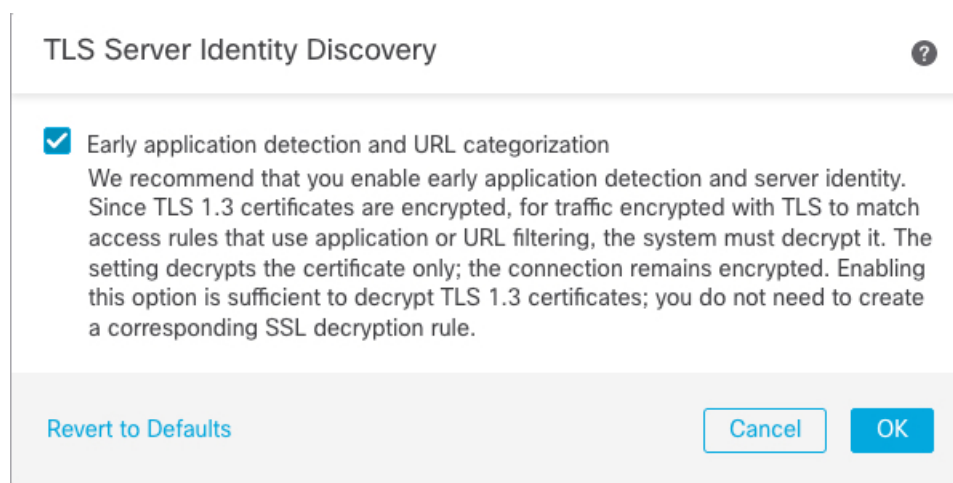 TLS Server Identity Discovery
?
Early application detection and URL categorization
We recommend that you enable early application detection and server identity.
Since TLS 1.3 certificates are encrypted, for traffic encrypted with TLS to match
access rules that use application or URL filtering, the system must decrypt it. The
setting decrypts the certificate only; the connection remains encrypted. Enabling
this option is sufficient to decrypt TLS 1.3 certificates; you do not need to create
a corresponding SSL decryption rule.
Revert to Defaults
Cancel
OK